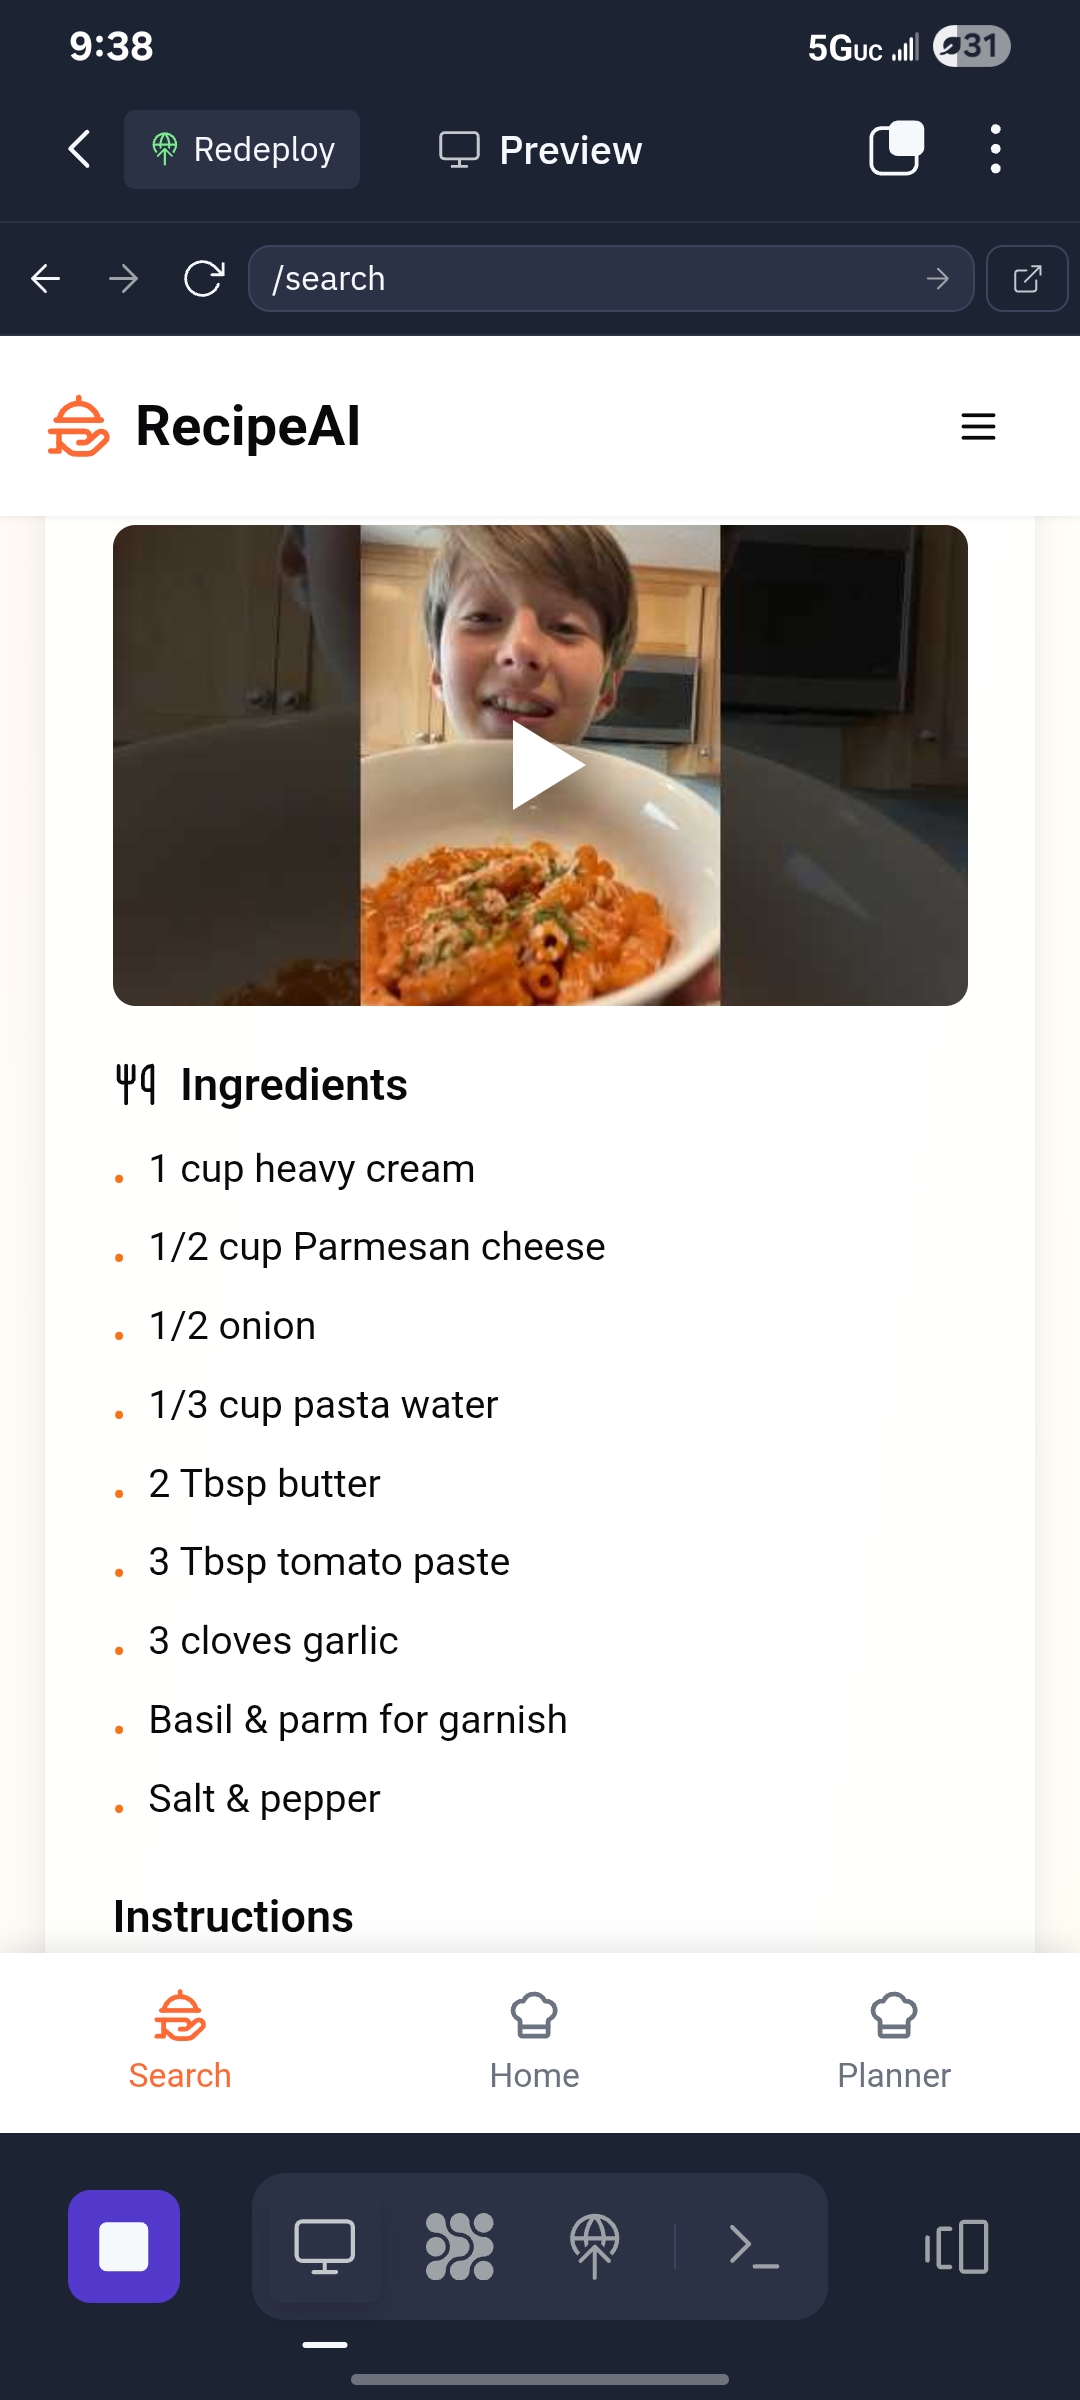 9:38
5GUC
31
Redeploy
Preview
/search
RecipeAI
Ingredients
1 cup heavy cream
1/2 cup Parmesan cheese
1/2 onion
1/3 cup pasta water
2 Tbsp butter
3 Tbsp tomato paste
3 cloves garlic
Basil & parm for garnish
Salt & pepper
Instructions
Search
Home
Planner